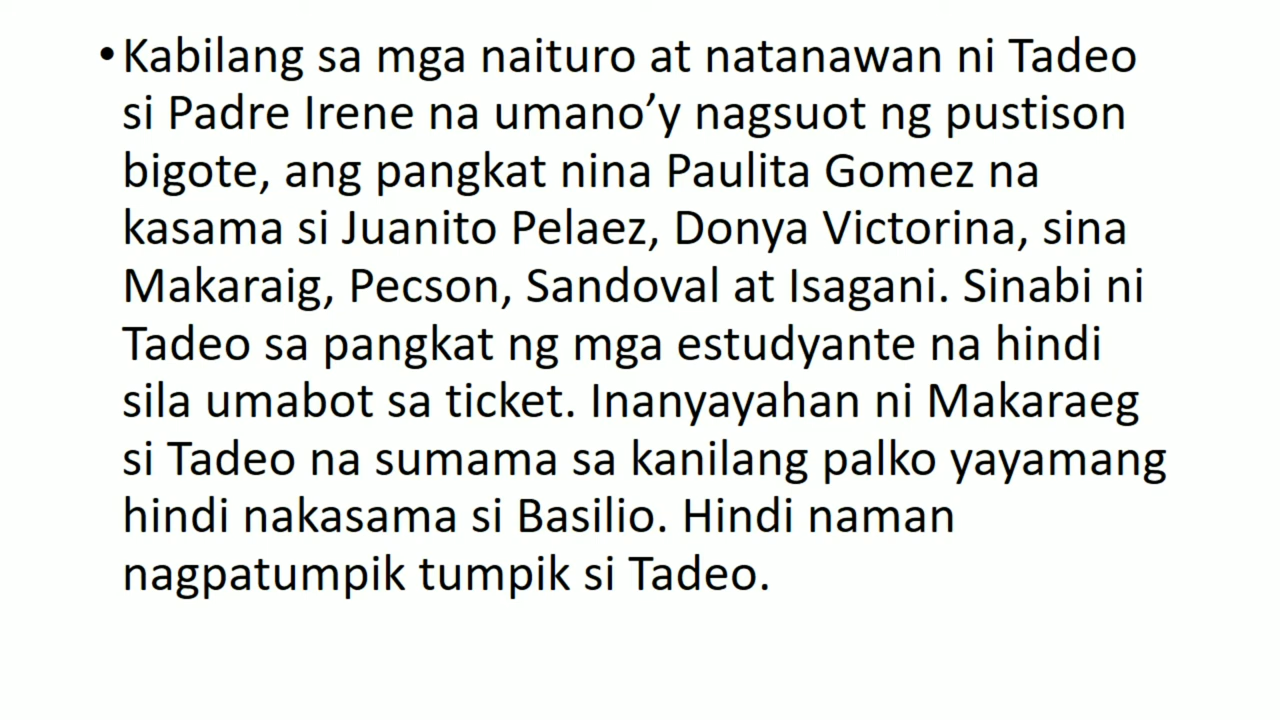 •Kabilang sa mga naituro at natanawan ni Tadeo
si Padre Irene na umano’y nagsuot ng pustison
bigote, ang pangkat nina Paulita Gomez na
kasama si Juanito Pelaez, Donya Victorina, sina
Makaraig, Pecson, Sandoval at Isagani. Sinabi ni
Tadeo sa pangkat ng mga estudyante na hindi
sila umabot sa ticket. Inanyayahan ni Makaraeg
si Tadeo na sumama sa kanilang palko yayamang
hindi nakasama si Basilio. Hindi naman
nagpatumpik tumpik si Tadeo.